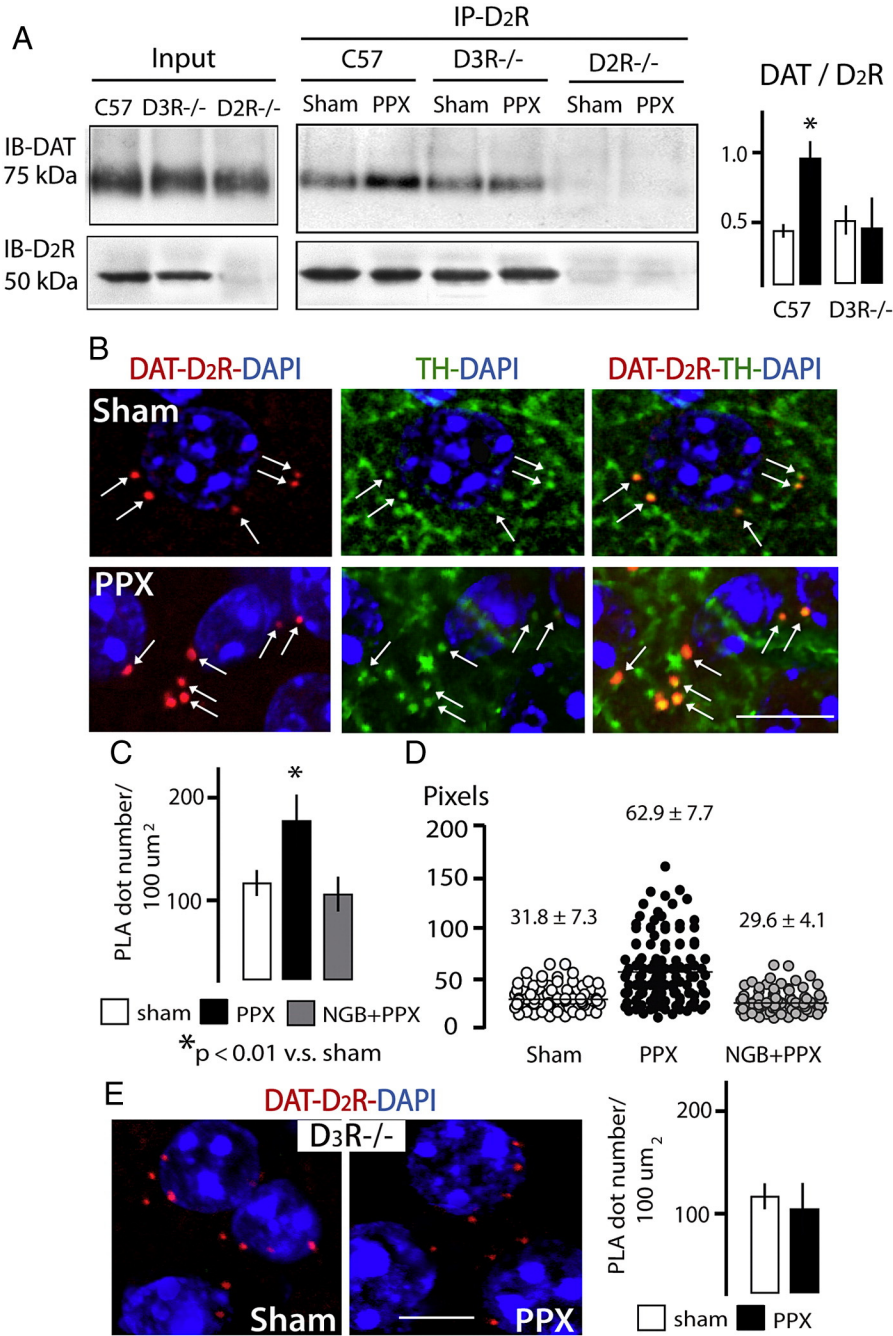 A
IP-D2R
Input
C57 D3R-/- D2R-/-
DAT / D2R
C57 D3R-/- D2R-/-
Sham PPX Sham PPX Sham PPX
IB-DAT
75 kDa
IB-D2R
50 kDa
*
1.0
0.5
C57 D3R-/-
B
DAT-D2R-DAPI TH-DAPI DAT-D2R-TH-DAPI
Sham
PPX
C
PLA dot number/
100 um2
200
100
*
sham PPX NGB+PPX
*p < 0.01 v.s. sham
D
Pixels
200
150
100
50
0
31.8 ± 7.3
62.9 ± 7.7
29.6 ± 4.1
Sham PPX NGB+PPX
E
DAT-D2R-DAPI
D3R-/-
Sham
PPX
PLA dot number/
100 um2
200
100
sham PPX